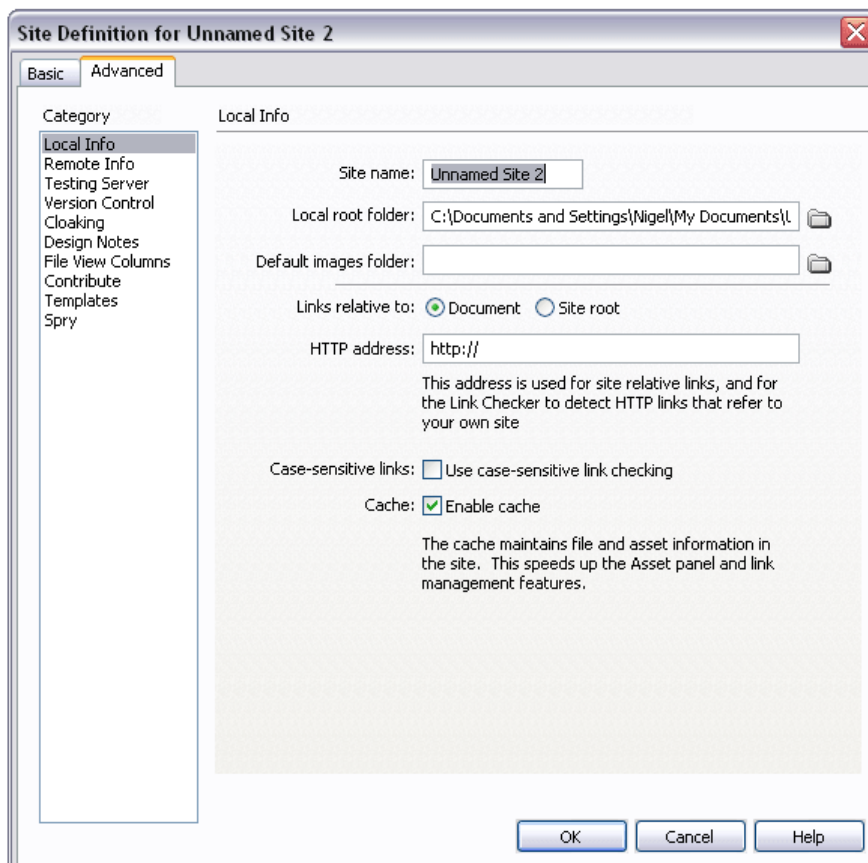 Site Definition for Unnamed Site 2
Basic
Advanced
Category
Local Info
Remote Info
Testing Server
Version Control
Cloaking
Design Notes
File View Columns
Contribute
Templates
Spry
Local Info
Site name: Unnamed Site 2
Local root folder: C:\Documents and Settings\Nigel\My Documents\
Default images folder:
Links relative to: Document Site root
HTTP address: http://
This address is used for site relative links, and for
the Link Checker to detect HTTP links that refer to
your own site
Case-sensitive links: Use case-sensitive link checking
Cache: Enable cache
The cache maintains file and asset information in
the site. This speeds up the Asset panel and link
management features.
OK Cancel Help